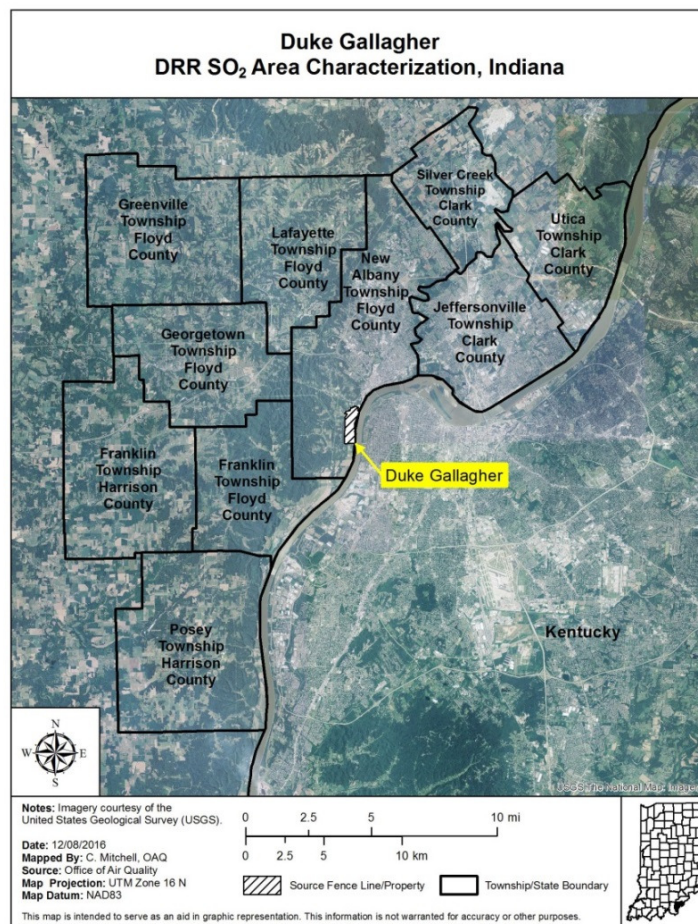 Duke Gallagher
DRR SO₂ Area Characterization, Indiana
Greenville
Township
Floyd
County
Lafayette
Township
Floyd
County
Silver Creek
Township
Clark
County
Utica
Township
Clark
County
New
Albany
Township
Floyd
County
Jeffersonville
Township
Clark
County
Georgetown
Township
Floyd
County
Franklin
Township
Harrison
County
Franklin
Township
Floyd
County
Duke Gallagher
Posey
Township
Harrison
County
Kentucky
N
W
E
S
USGS The National Map: Imager
Notes: Imagery courtesy of the
United States Geological Survey (USGS).
Date: 12/08/2016
Mapped By: C. Mitchell, OAQ
Source: Office of Air Quality
Map Projection: UTM Zone 16 N
Map Datum: NAD83
0 2.5 5 10 mi
0 2.5 5 10 km
Source Fence Line/Property
Township/State Boundary
This map is intended to serve as an aid in graphic representation. This information is not warranted for accuracy or other purposes.